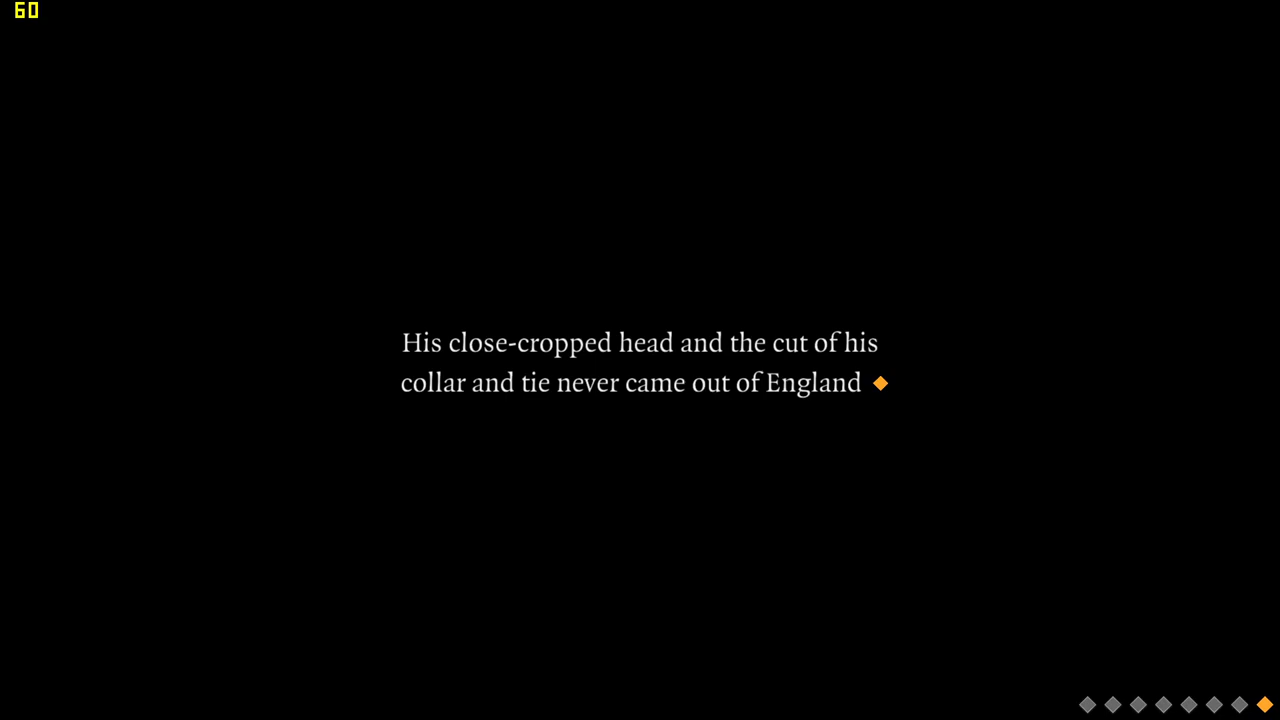 60
His close-cropped head and the cut of his
collar and tie never came out of England